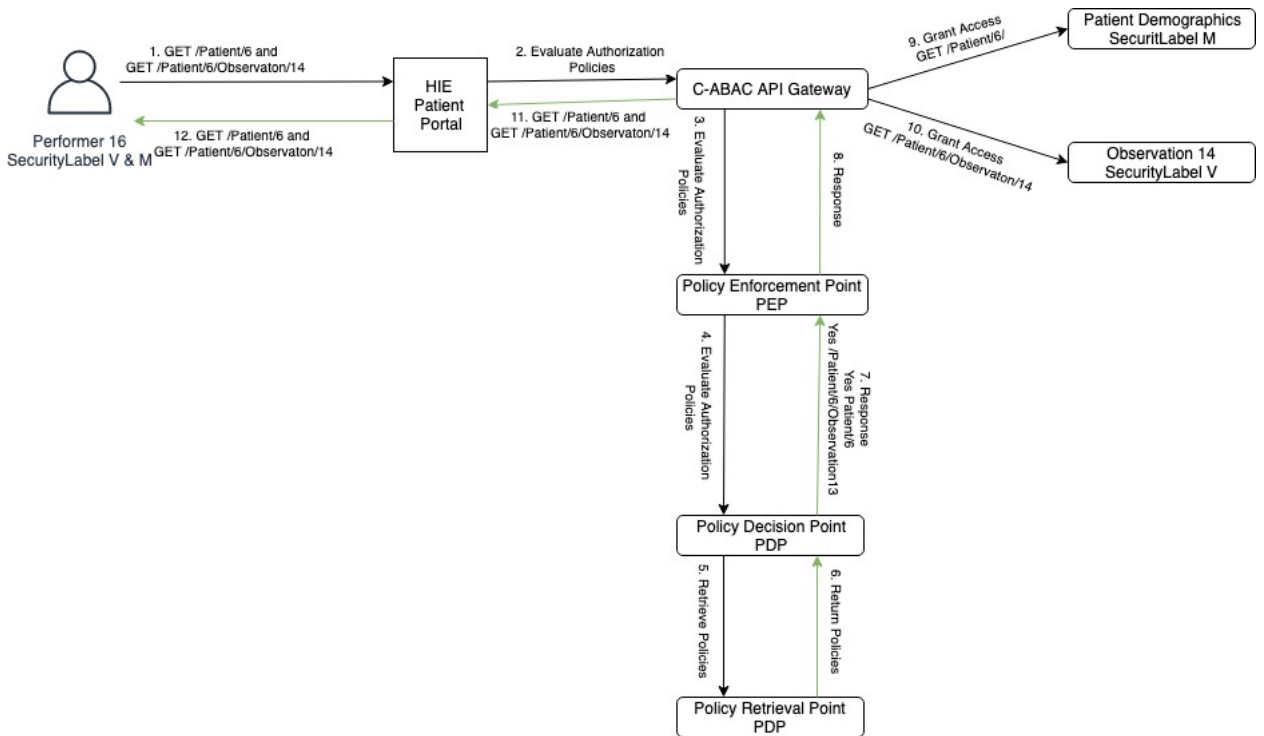 1. GET /Patient/6 and
GET /Patient/6/Observaton/14
2. Evaluate Authorization
Policies
9. Grant Access
GET /Patient/6/
Patient Demographics
SecuritLabel M
HIE
Patient
Portal
C-ABAC API Gateway
11. GET /Patient/6 and
GET /Patient/6/Observaton/14
12. GET /Patient/6 and
GET /Patient/6/Observaton/14
Performer 16
SecurityLabel V & M
10. Grant Access
GET /Patient/6/Observaton/14
Observation 14
SecurityLabel V
3. Evaluate Authorization
Policies
8. Response
Policy Enforcement Point
PEP
4. Evaluate Authorization
Policies
7. Response
Yes Patient/6
Yes /Patient/6/Observation13
Policy Decision Point
PDP
5. Retrieve Policies
6. Return Policies
Policy Retrieval Point
PDP